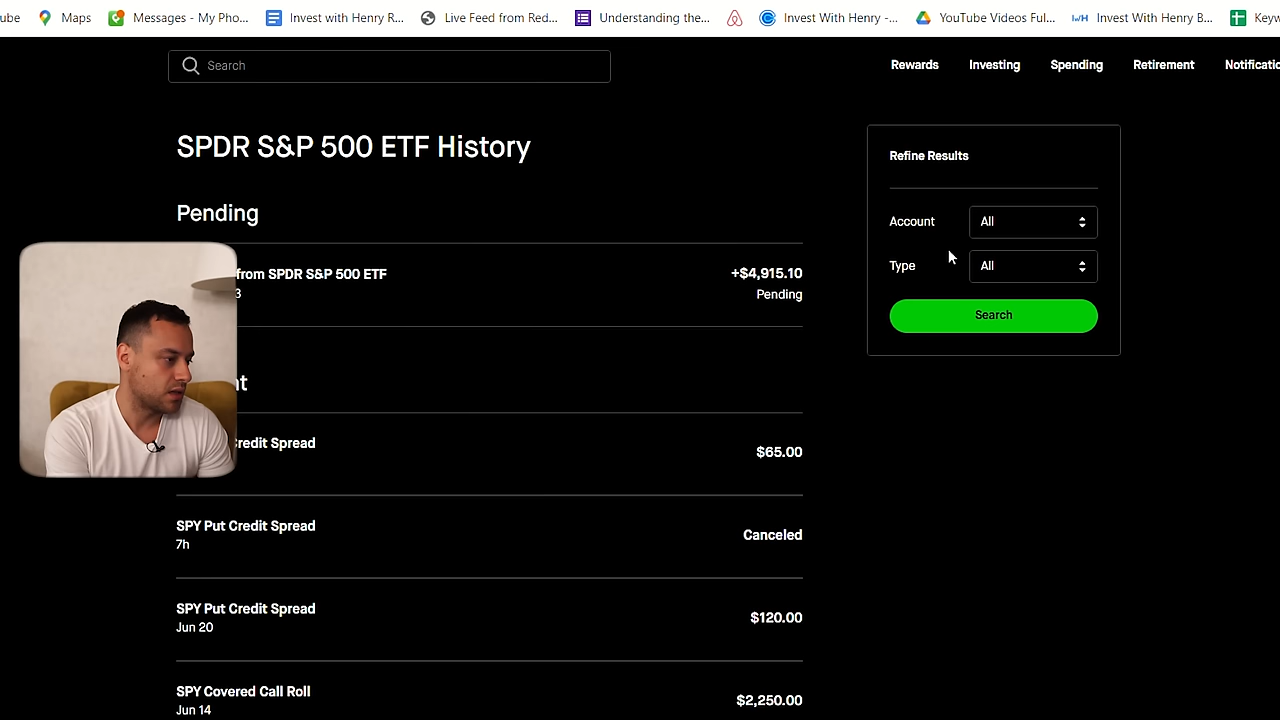 ube Maps Messages - My Pho... Invest with Henry R... Live Feed from Red... Understanding the... Invest With Henry -... YouTube Videos Ful... IWH Invest With Henry B... Keyw
Search Rewards Investing Spending Retirement Notificatio
SPDR S&P 500 ETF History
Refine Results
Pending
Account All
Type All
Search
from SPDR S&P 500 ETF +$4,915.10
3 Pending
nt
redit Spread
$65.00
SPY Put Credit Spread
7h
Canceled
SPY Put Credit Spread
Jun 20
$120.00
SPY Covered Call Roll
Jun 14
$2,250.00